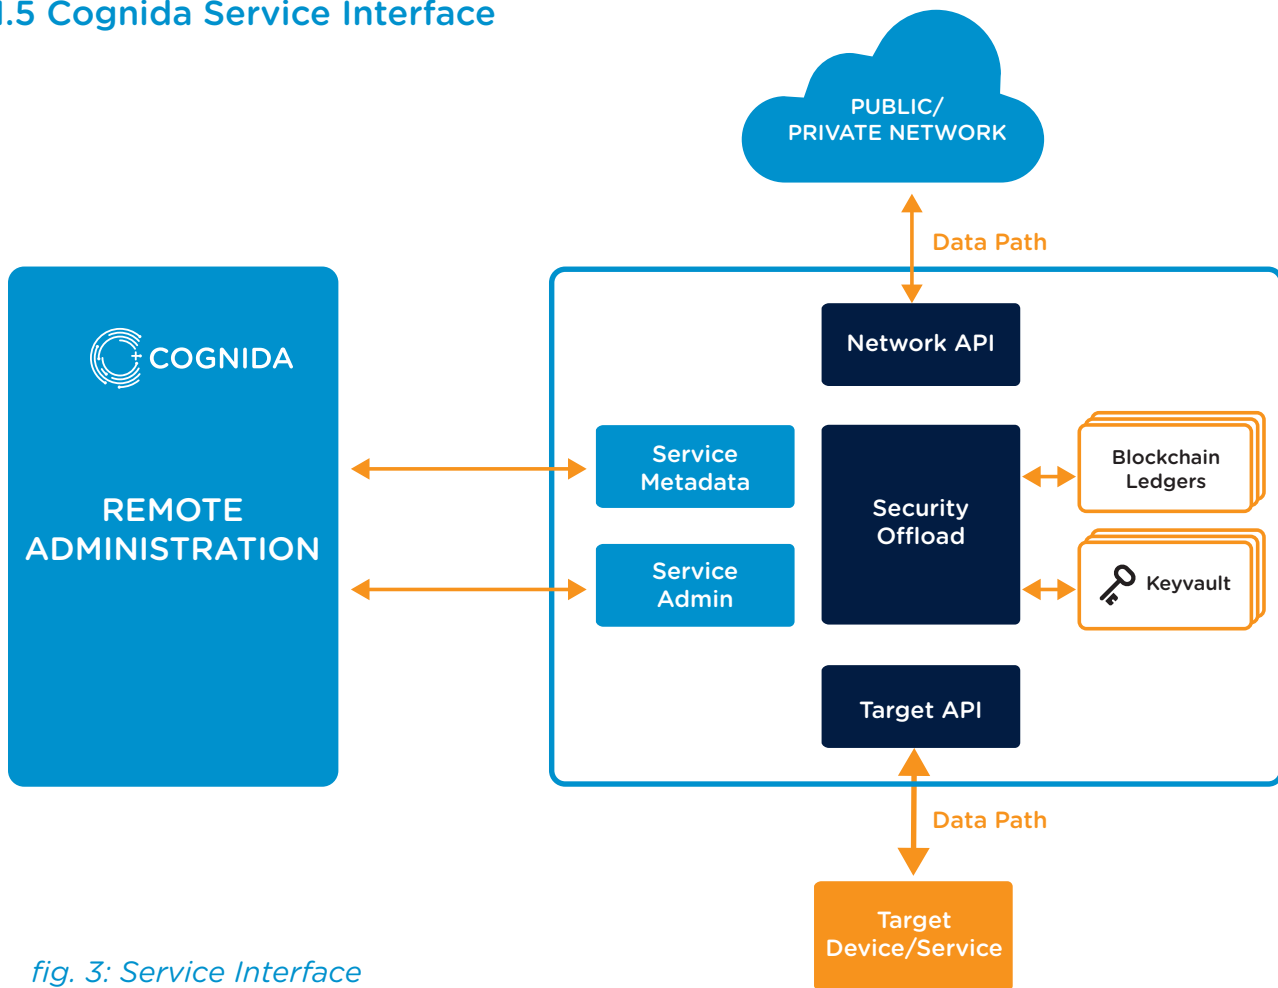 1.5 Cognida Service Interface
PUBLIC/
PRIVATE NETWORK
Data Path
COGNIDA
REMOTE
ADMINISTRATION
Network API
Service
Metadata
Service
Admin
Security
Offload
Blockchain
Ledgers
Keyvault
Target API
Data Path
Target
Device/Service
fig. 3: Service Interface